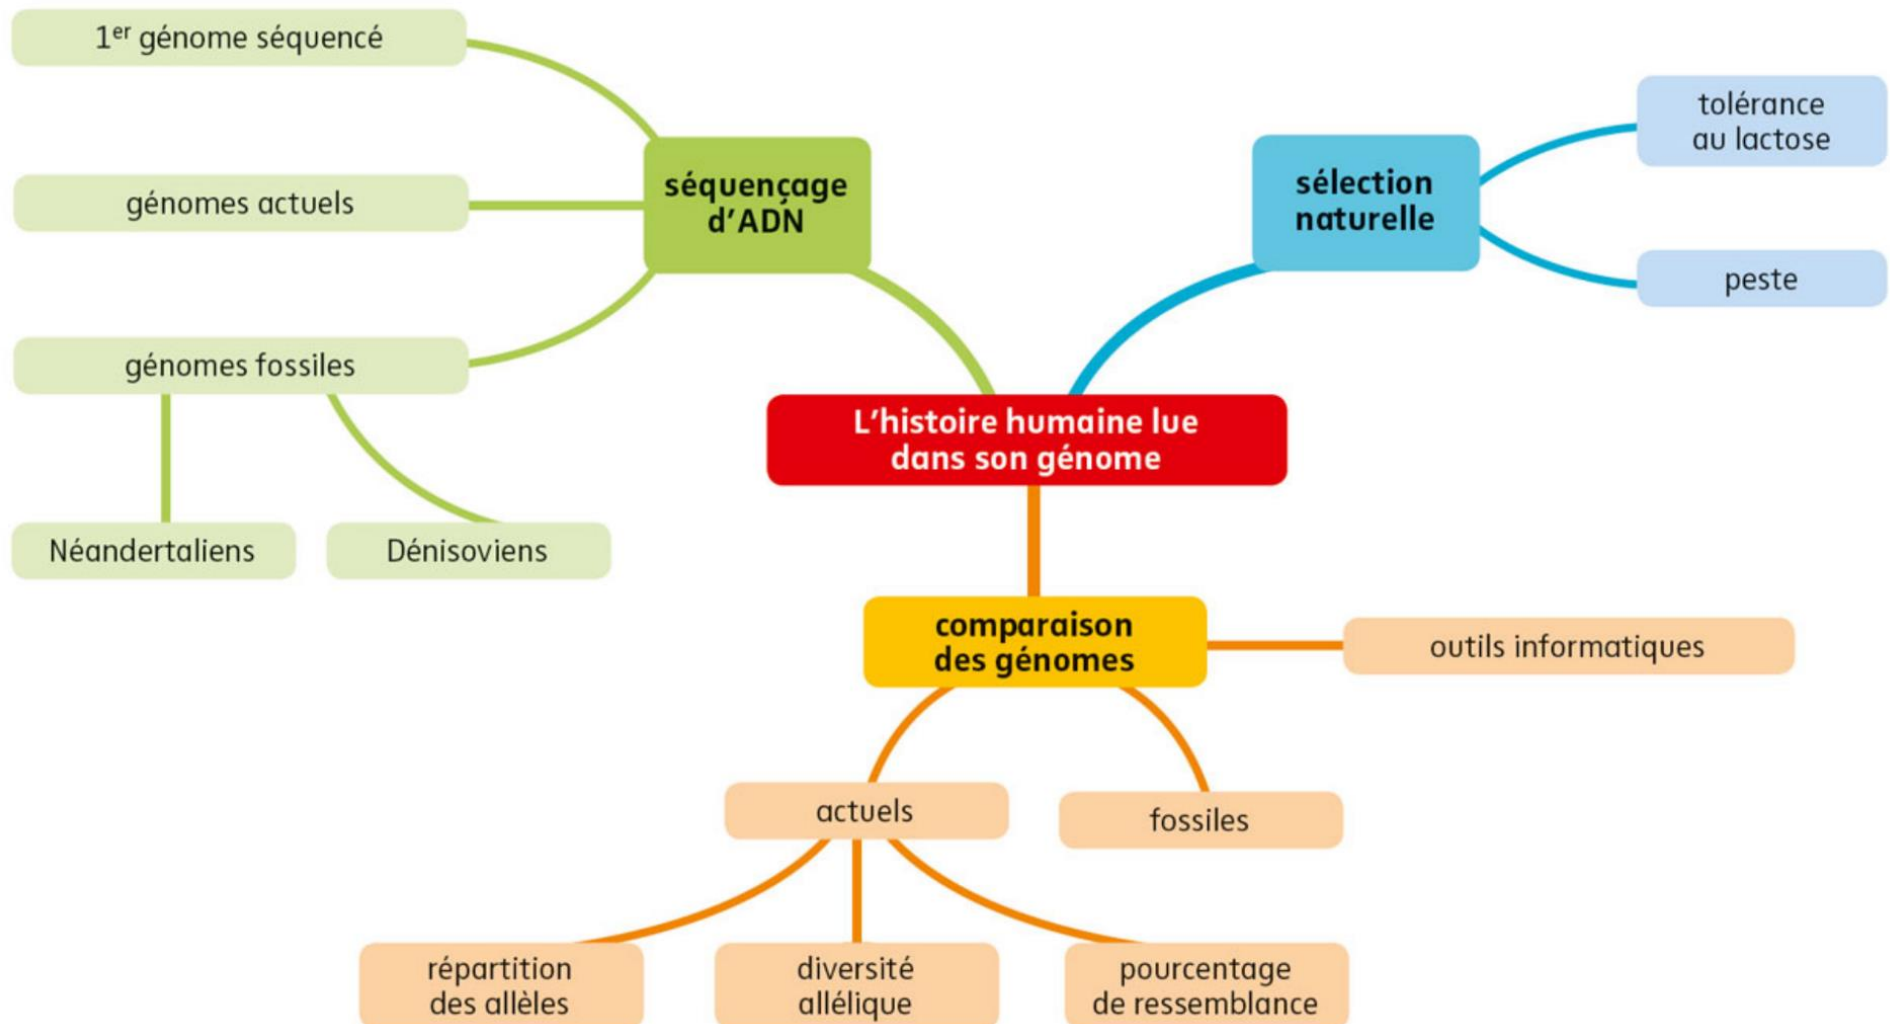 1er génome séquencé
génomes actuels
génomes fossiles
Néandertaliens
Dénisoviens
séquençage
d’ADN
sélection
naturelle
tolérance
au lactose
peste
L’histoire humaine lue
dans son génome
comparaison
des génomes
outils informatiques
actuels
fossiles
répartition
des allèles
diversité
allélique
pourcentage
de ressemblance